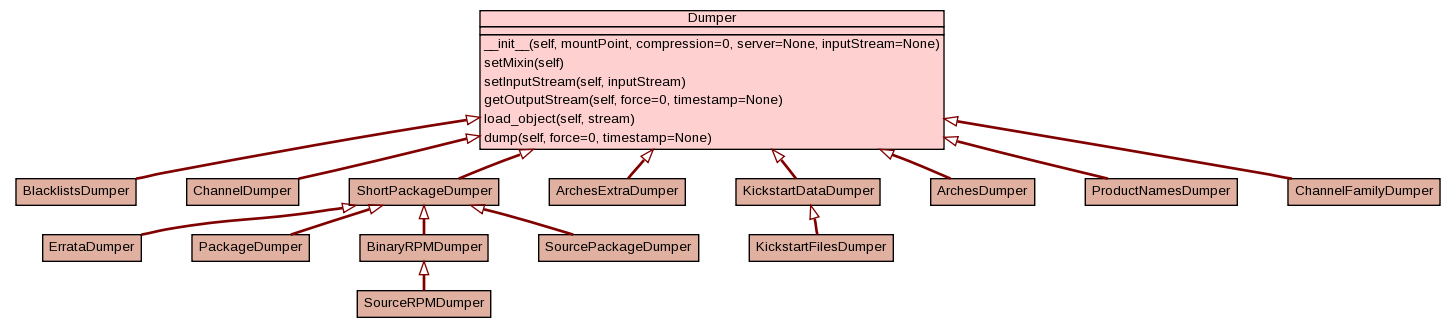 Dumper
__init__(self, mountPoint, compression=0, server=None, inputStream=None)
setMixin(self)
setInputStream(self, inputStream)
getOutputStream(self, force=0, timestamp=None)
load_object(self, stream)
dump(self, force=0, timestamp=None)
BlacklistsDumper
ChannelDumper
ShortPackageDumper
ArchesExtraDumper
KickstartDataDumper
ArchesDumper
ProductNamesDumper
ChannelFamilyDumper
ErrataDumper
PackageDumper
BinaryRPMDumper
SourcePackageDumper
KickstartFilesDumper
SourceRPMDumper